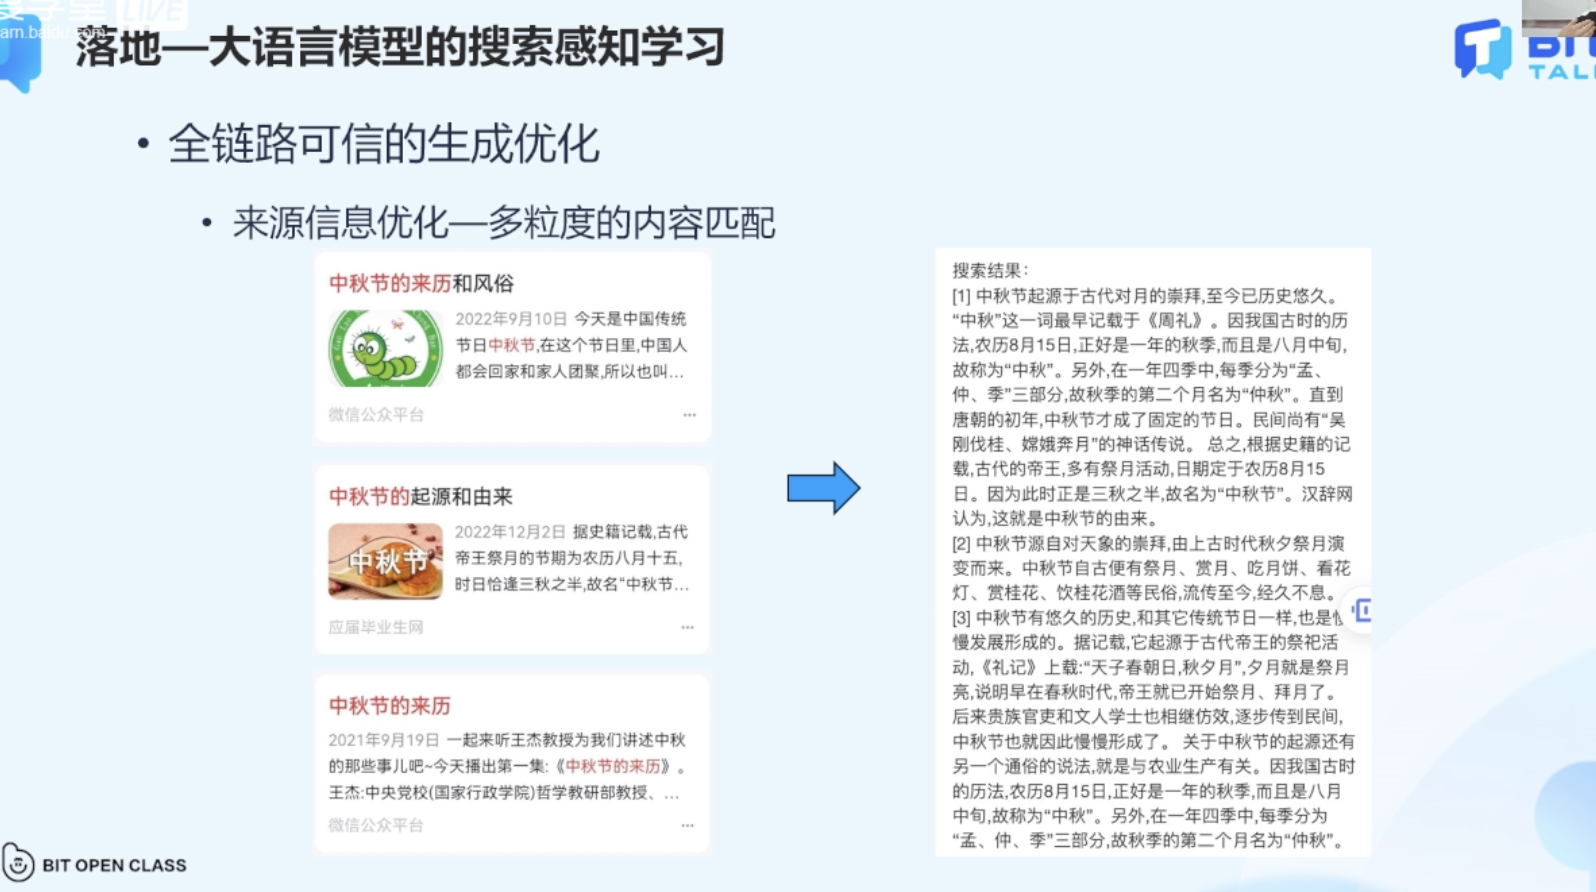 LIVE
落地—大语言模型的搜索感知学习
TAL
• 全链路可信的生成优化
• 来源信息优化—多粒度的内容匹配
中秋节的来历和风俗
2022年9月10日 今天是中国传统
节日中秋节,在这个节日里,中国人
都会回家和家人团聚,所以也叫...
微信公众平台
中秋节的起源和由来
中秋节
2022年12月2日 据史籍记载,古代
帝王祭月的节期为农历八月十五,
时日恰逢三秋之半,故名“中秋节...
应届毕业生网
中秋节的来历
2021年9月19日 一起来听王杰教授为我们讲述中秋
的那些事儿吧~今天播出第一集:《中秋节的来历》。
王杰:中央党校(国家行政学院)哲学教研部教授、...
微信公众平台
搜索结果:
[1] 中秋节起源于古代对月的崇拜,至今已历史悠久。
“中秋”这一词最早记载于《周礼》。因我国古时的历
法,农历8月15日,正好是一年的秋季,而且是八月中旬,
故称为“中秋”。另外,在一年四季中,每季分为“孟、
仲、季”三部分,故秋季的第二个月名为“仲秋”。直到
唐朝的初年,中秋节才成了固定的节日。民间尚有“吴
刚伐桂、嫦娥奔月”的神话传说。 总之,根据史籍的记
载,古代的帝王,多有祭月活动,日期定于农历8月15
日。因为此时正是三秋之半,故名为“中秋节”。汉辞网
认为,这就是中秋节的由来。
[2] 中秋节源自对天象的崇拜,由上古时代秋夕祭月演
变而来。中秋节自古便有祭月、赏月、吃月饼、看花
灯、赏桂花、饮桂花酒等民俗,流传至今,经久不息。
[3] 中秋节有悠久的历史,和其它传统节日一样,也是慢
慢发展形成的。据记载,它起源于古代帝王的祭祀活
动,《礼记》上载:“天子春朝日,秋夕月”,夕月就是祭月
亮,说明早在春秋时代,帝王就已开始祭月、拜月了。
后来贵族官吏和文人学士也相继仿效,逐步传到民间,
中秋节也就因此慢慢形成了。 关于中秋节的起源还有
另一个通俗的说法,就是与农业生产有关。因我国古时
的历法,农历8月15日,正好是一年的秋季,而且是八月
中旬,故称为“中秋”。另外,在一年四季中,每季分为
“孟、仲、季”三部分,故秋季的第二个月名为“仲秋”。
BIT OPEN CLASS